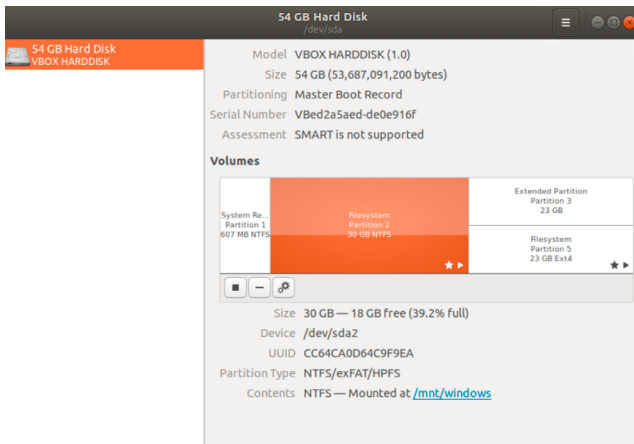 54 GB Hard Disk
/dev/sda
54 GB Hard Disk
VBOX HARDDISK
Model VBOX HARDDISK (1.0)
Size 54 GB (53,687,091,200 bytes)
Partitioning Master Boot Record
Serial Number VBed2a5aed-de0e916f
Assessment SMART is not supported
Volumes
System Re...
Partition 1
607 MB NTFS
Filesystem
Partition 2
30 GB NTFS
Extended Partition
Partition 3
23 GB
Filesystem
Partition 5
23 GB Ext4
Size 30 GB — 18 GB free (39.2% full)
Device /dev/sda2
UUID CC64CA0D64C9F9EA
Partition Type NTFS/exFAT/HPFS
Contents NTFS — Mounted at /mnt/windows